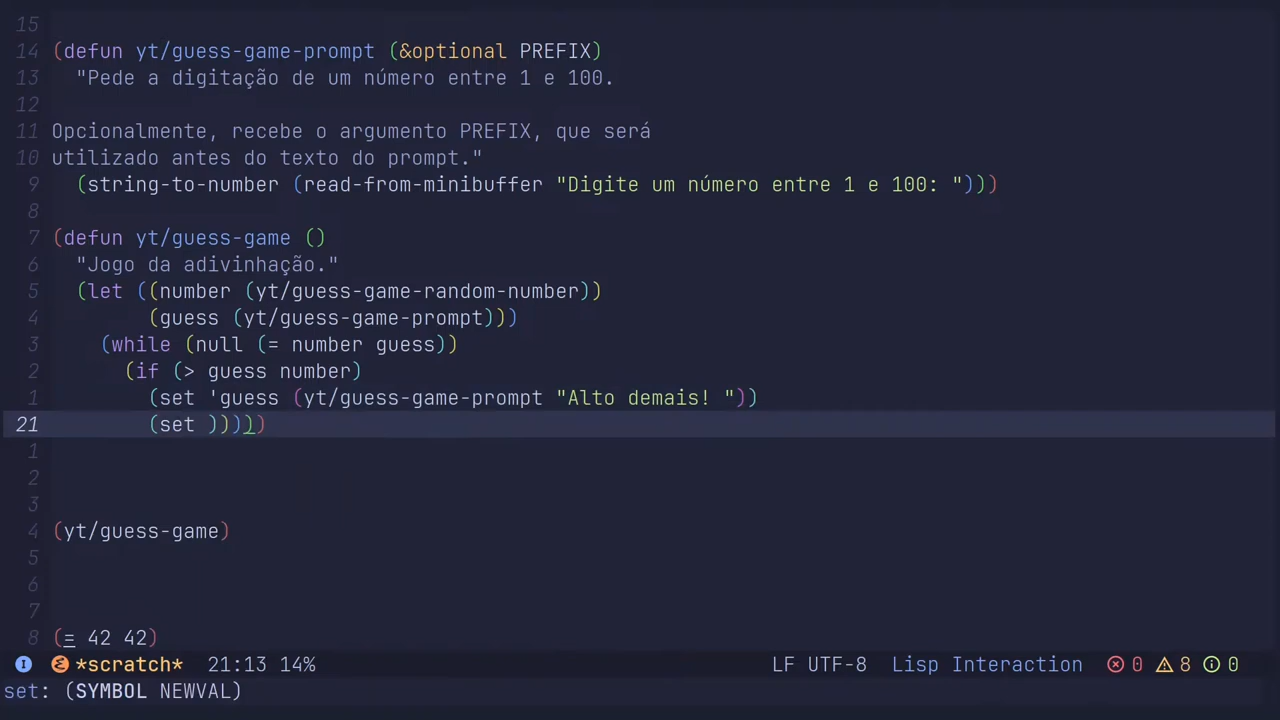 15
14 (defun yt/guess-game-prompt (&optional PREFIX)
13 "Pede a digitação de um número entre 1 e 100.
12
11 Opcionalmente, recebe o argumento PREFIX, que será
10 utilizado antes do texto do prompt."
9 (string-to-number (read-from-minibuffer "Digite um número entre 1 e 100: ")))
8
7 (defun yt/guess-game ()
6 "Jogo da adivinhação."
5 (let ((number (yt/guess-game-random-number))
4 (guess (yt/guess-game-prompt)))
3 (while (null (= number guess))
2 (if (> guess number)
1 (set 'guess (yt/guess-game-prompt "Alto demais! "))
21 (set )))))
1
2
3
4 (yt/guess-game)
5
6
7
8 (= 42 42)
I *scratch* 21:13 14% LF UTF-8 Lisp Interaction 0 8 0
set: (SYMBOL NEWVAL)